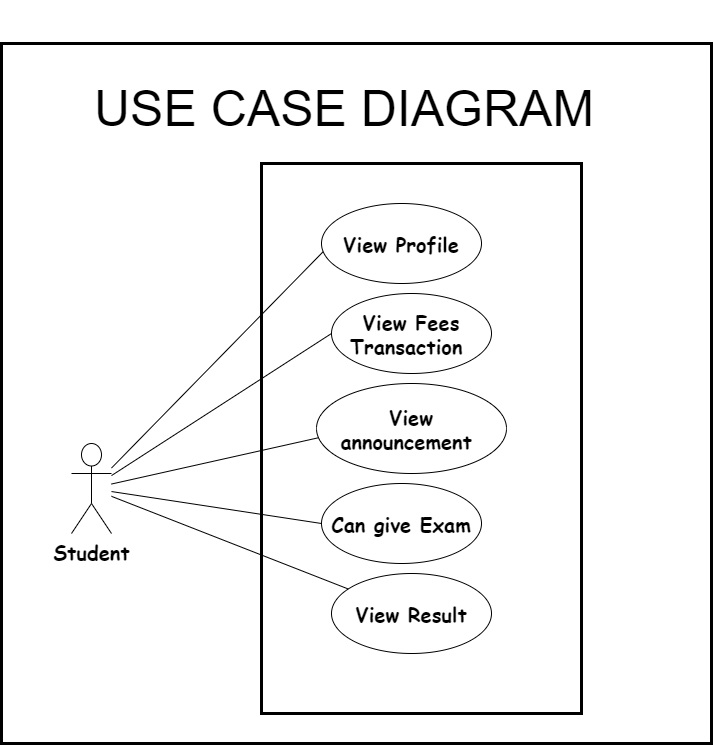 USE CASE DIAGRAM
View Profile
View Fees
Transaction
View
announcement
Can give Exam
Student
View Result